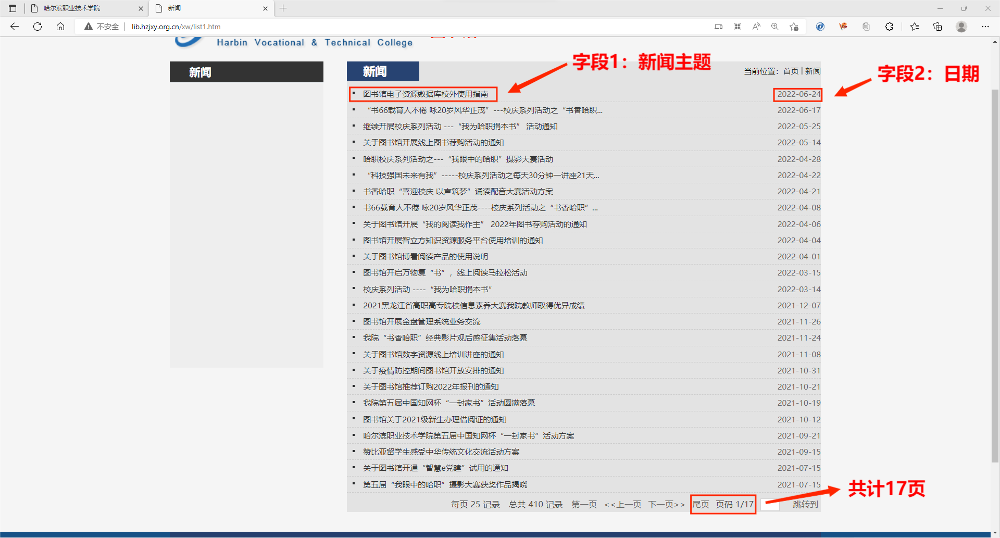 哈尔滨职业技术学院
新闻
不安全
lib.hzjxy.org.cn/xw/list1.htm
Harbin Vocational & Technical College
新闻
新闻
字段1：新闻主题
当前位置：首页 | 新闻
字段2：日期
图书馆电子资源数据库校外使用指南 2022-06-24
“书66载育人不倦 咏20岁风华正茂”---校庆系列活动之“书香哈职... 2022-06-17
继续开展校庆系列活动 ---“我为哈职捐本书” 活动通知 2022-05-25
关于图书馆开展线上图书荐购活动的通知 2022-05-14
哈职校庆系列活动之---“我眼中的哈职”摄影大赛活动 2022-04-28
“科技强国未来有我”-----校庆系列活动之每天30分钟一讲座21天... 2022-04-22
书香哈职“喜迎校庆 以声筑梦”诵读配音大赛活动方案 2022-04-21
书66载育人不倦 咏20岁风华正茂----校庆系列活动之“书香哈职”... 2022-04-08
关于图书馆开展“我的阅读我作主” 2022年图书荐购活动的通知 2022-04-06
图书馆开展智立方知识资源服务平台使用培训的通知 2022-04-04
关于图书馆博看阅读产品的使用说明 2022-04-01
图书馆开启万物复“书”，线上阅读马拉松活动 2022-03-15
校庆系列活动 ----“我为哈职捐本书” 2022-03-14
2021黑龙江省高职高专院校信息素养大赛我院教师取得优异成绩 2021-12-07
图书馆开展金盘管理系统业务交流 2021-11-26
我院“书香哈职”经典影片观后感征集活动落幕 2021-11-24
关于图书馆数字资源线上培训讲座的通知 2021-11-08
关于疫情防控期间图书馆开放安排的通知 2021-10-31
关于图书馆推荐订购2022年报刊的通知 2021-10-21
我院第五届中国知网杯“一封家书”活动圆满落幕 2021-10-19
图书馆关于2021级新生办理借阅证的通知 2021-10-12
哈尔滨职业技术学院第五届中国知网杯“一封家书”活动方案 2021-09-21
赞比亚留学生感受中华传统文化交流活动方案 2021-09-15
关于图书馆开通“智慧e党建”试用的通知 2021-07-15
第五届“我眼中的哈职”摄影大赛获奖作品揭晓 2021-07-15
共计17页
每页 25 记录 总共 410 记录 第一页 <<上一页 下一页>> 尾页 页码 1/17 跳转到